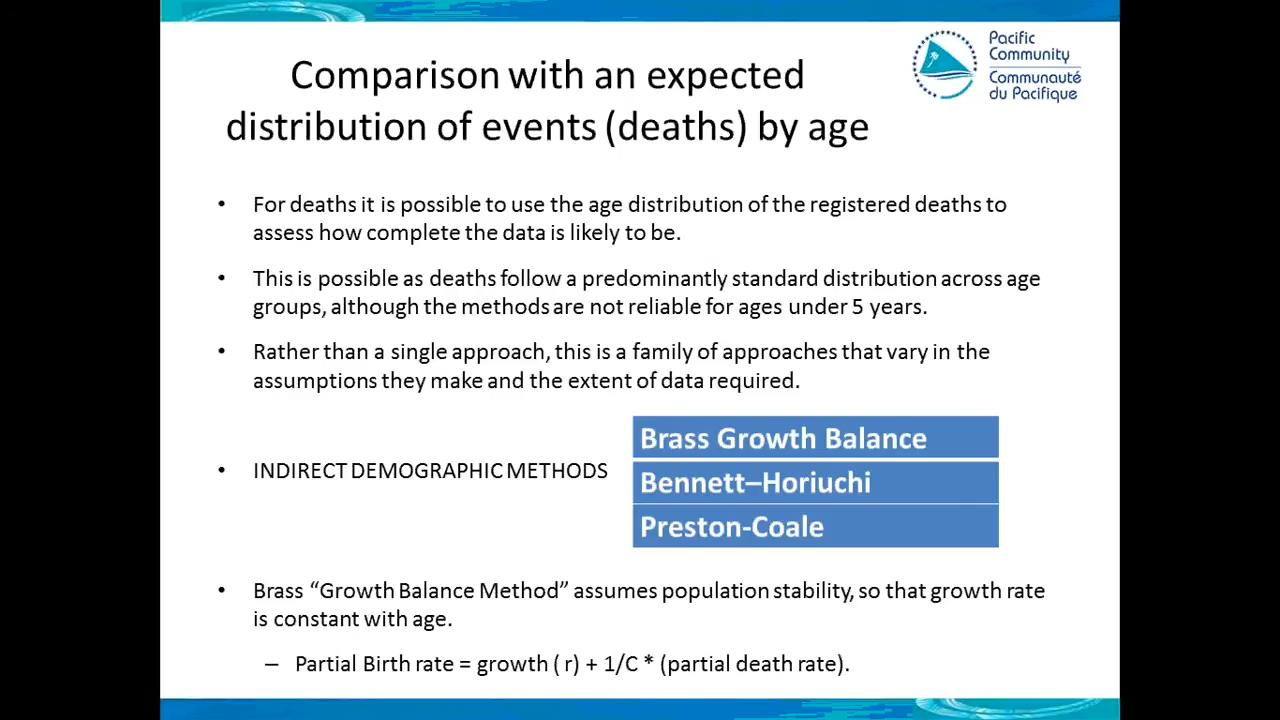 Comparison with an expected
distribution of events (deaths) by age
Pacific
Community
Communauté
du Pacifique
• For deaths it is possible to use the age distribution of the registered deaths to
assess how complete the data is likely to be.
• This is possible as deaths follow a predominantly standard distribution across age
groups, although the methods are not reliable for ages under 5 years.
• Rather than a single approach, this is a family of approaches that vary in the
assumptions they make and the extent of data required.
• INDIRECT DEMOGRAPHIC METHODS
Brass Growth Balance
Bennett–Horiuchi
Preston-Coale
• Brass “Growth Balance Method” assumes population stability, so that growth rate
is constant with age.
– Partial Birth rate = growth ( r) + 1/C * (partial death rate).